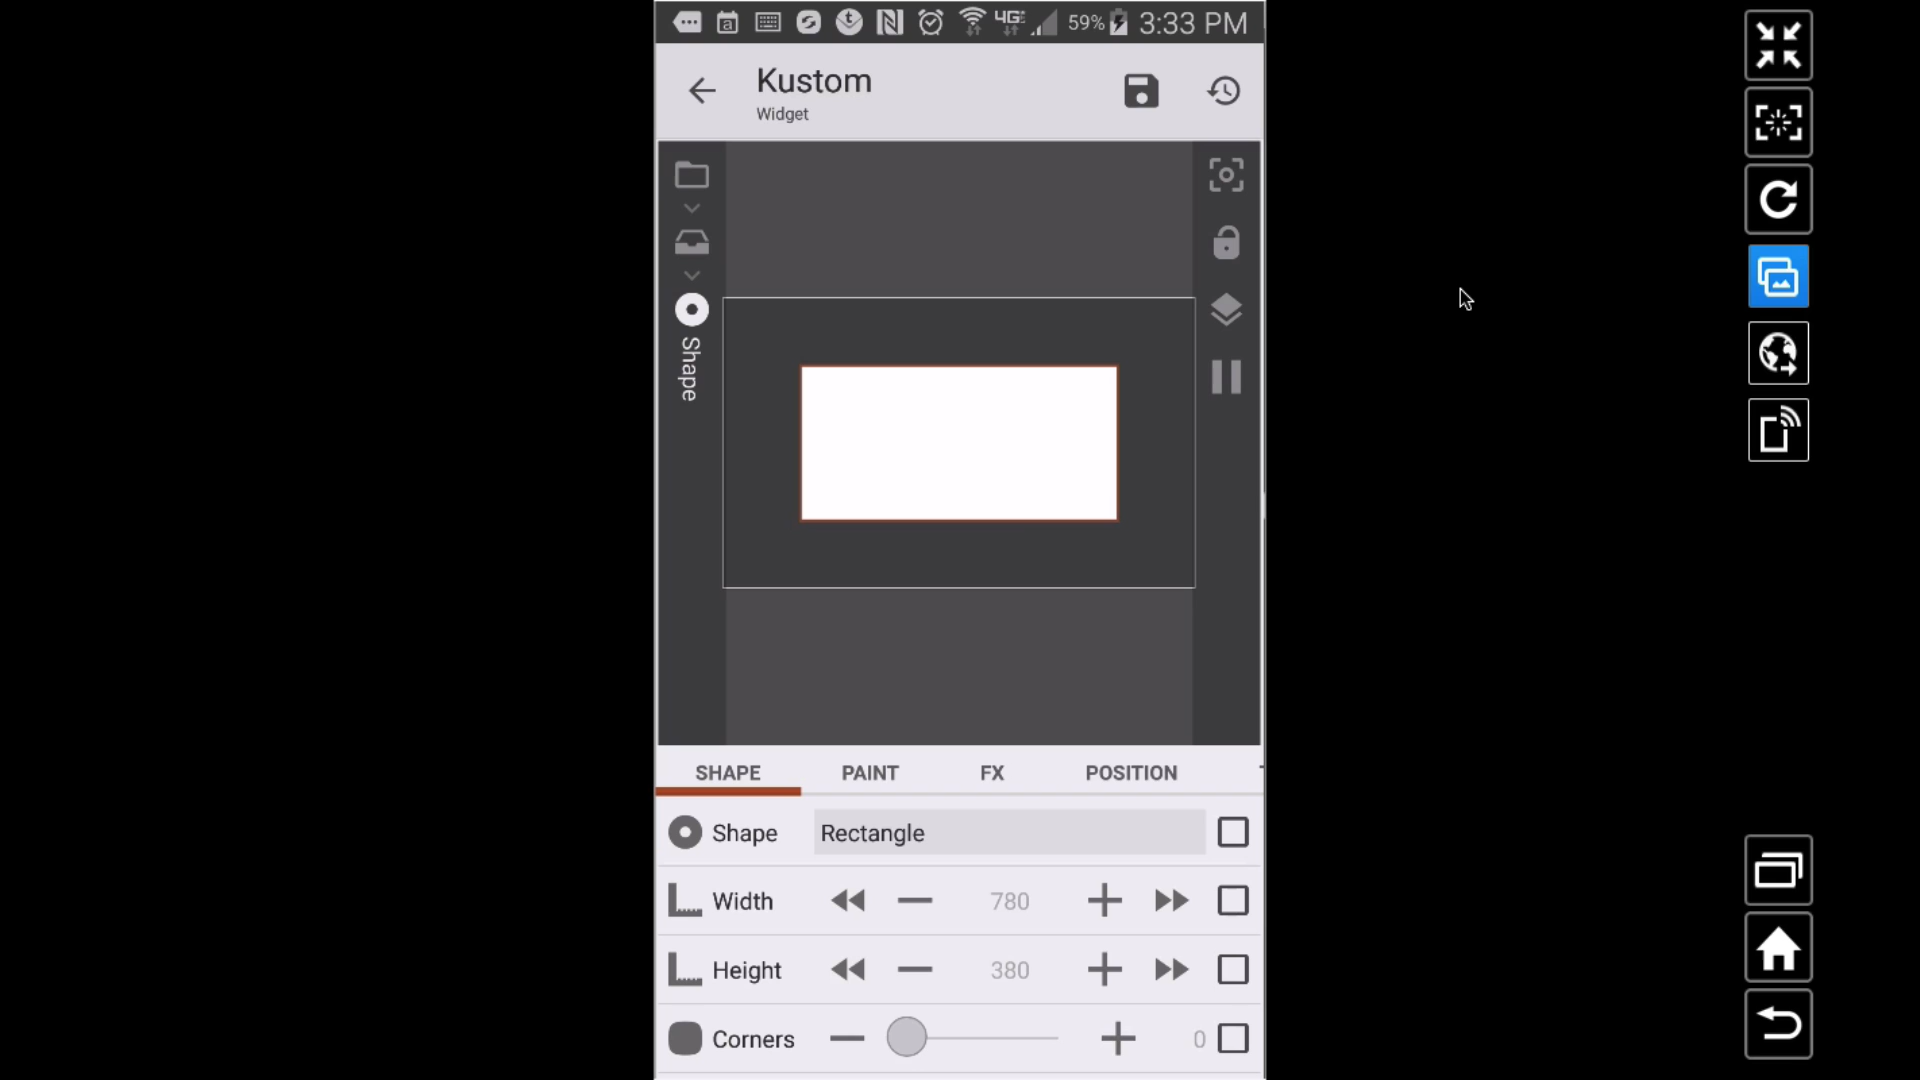 4G 59% 3:33 PM
Kustom
Widget
Shape
SHAPE PAINT FX POSITION
Shape Rectangle
Width 780
Height 380
Corners 0